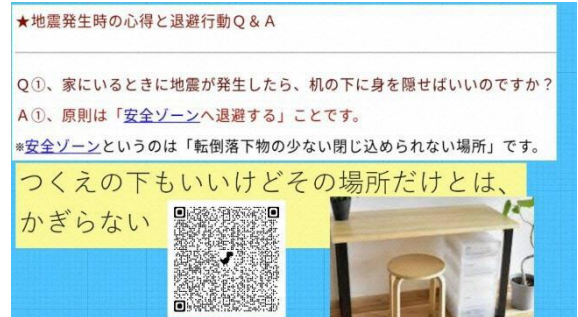 ★地震発生時の心得と退避行動Q＆A
Q①、家にいるときに地震が発生したら、机の下に身を隠せばいいのですか？
A①、原則は「安全ゾーンへ退避する」ことです。
※安全ゾーンというのは「転倒落下物の少ない閉じ込められない場所」です。
つくえの下もいいけどその場所だけとは、
かぎらない